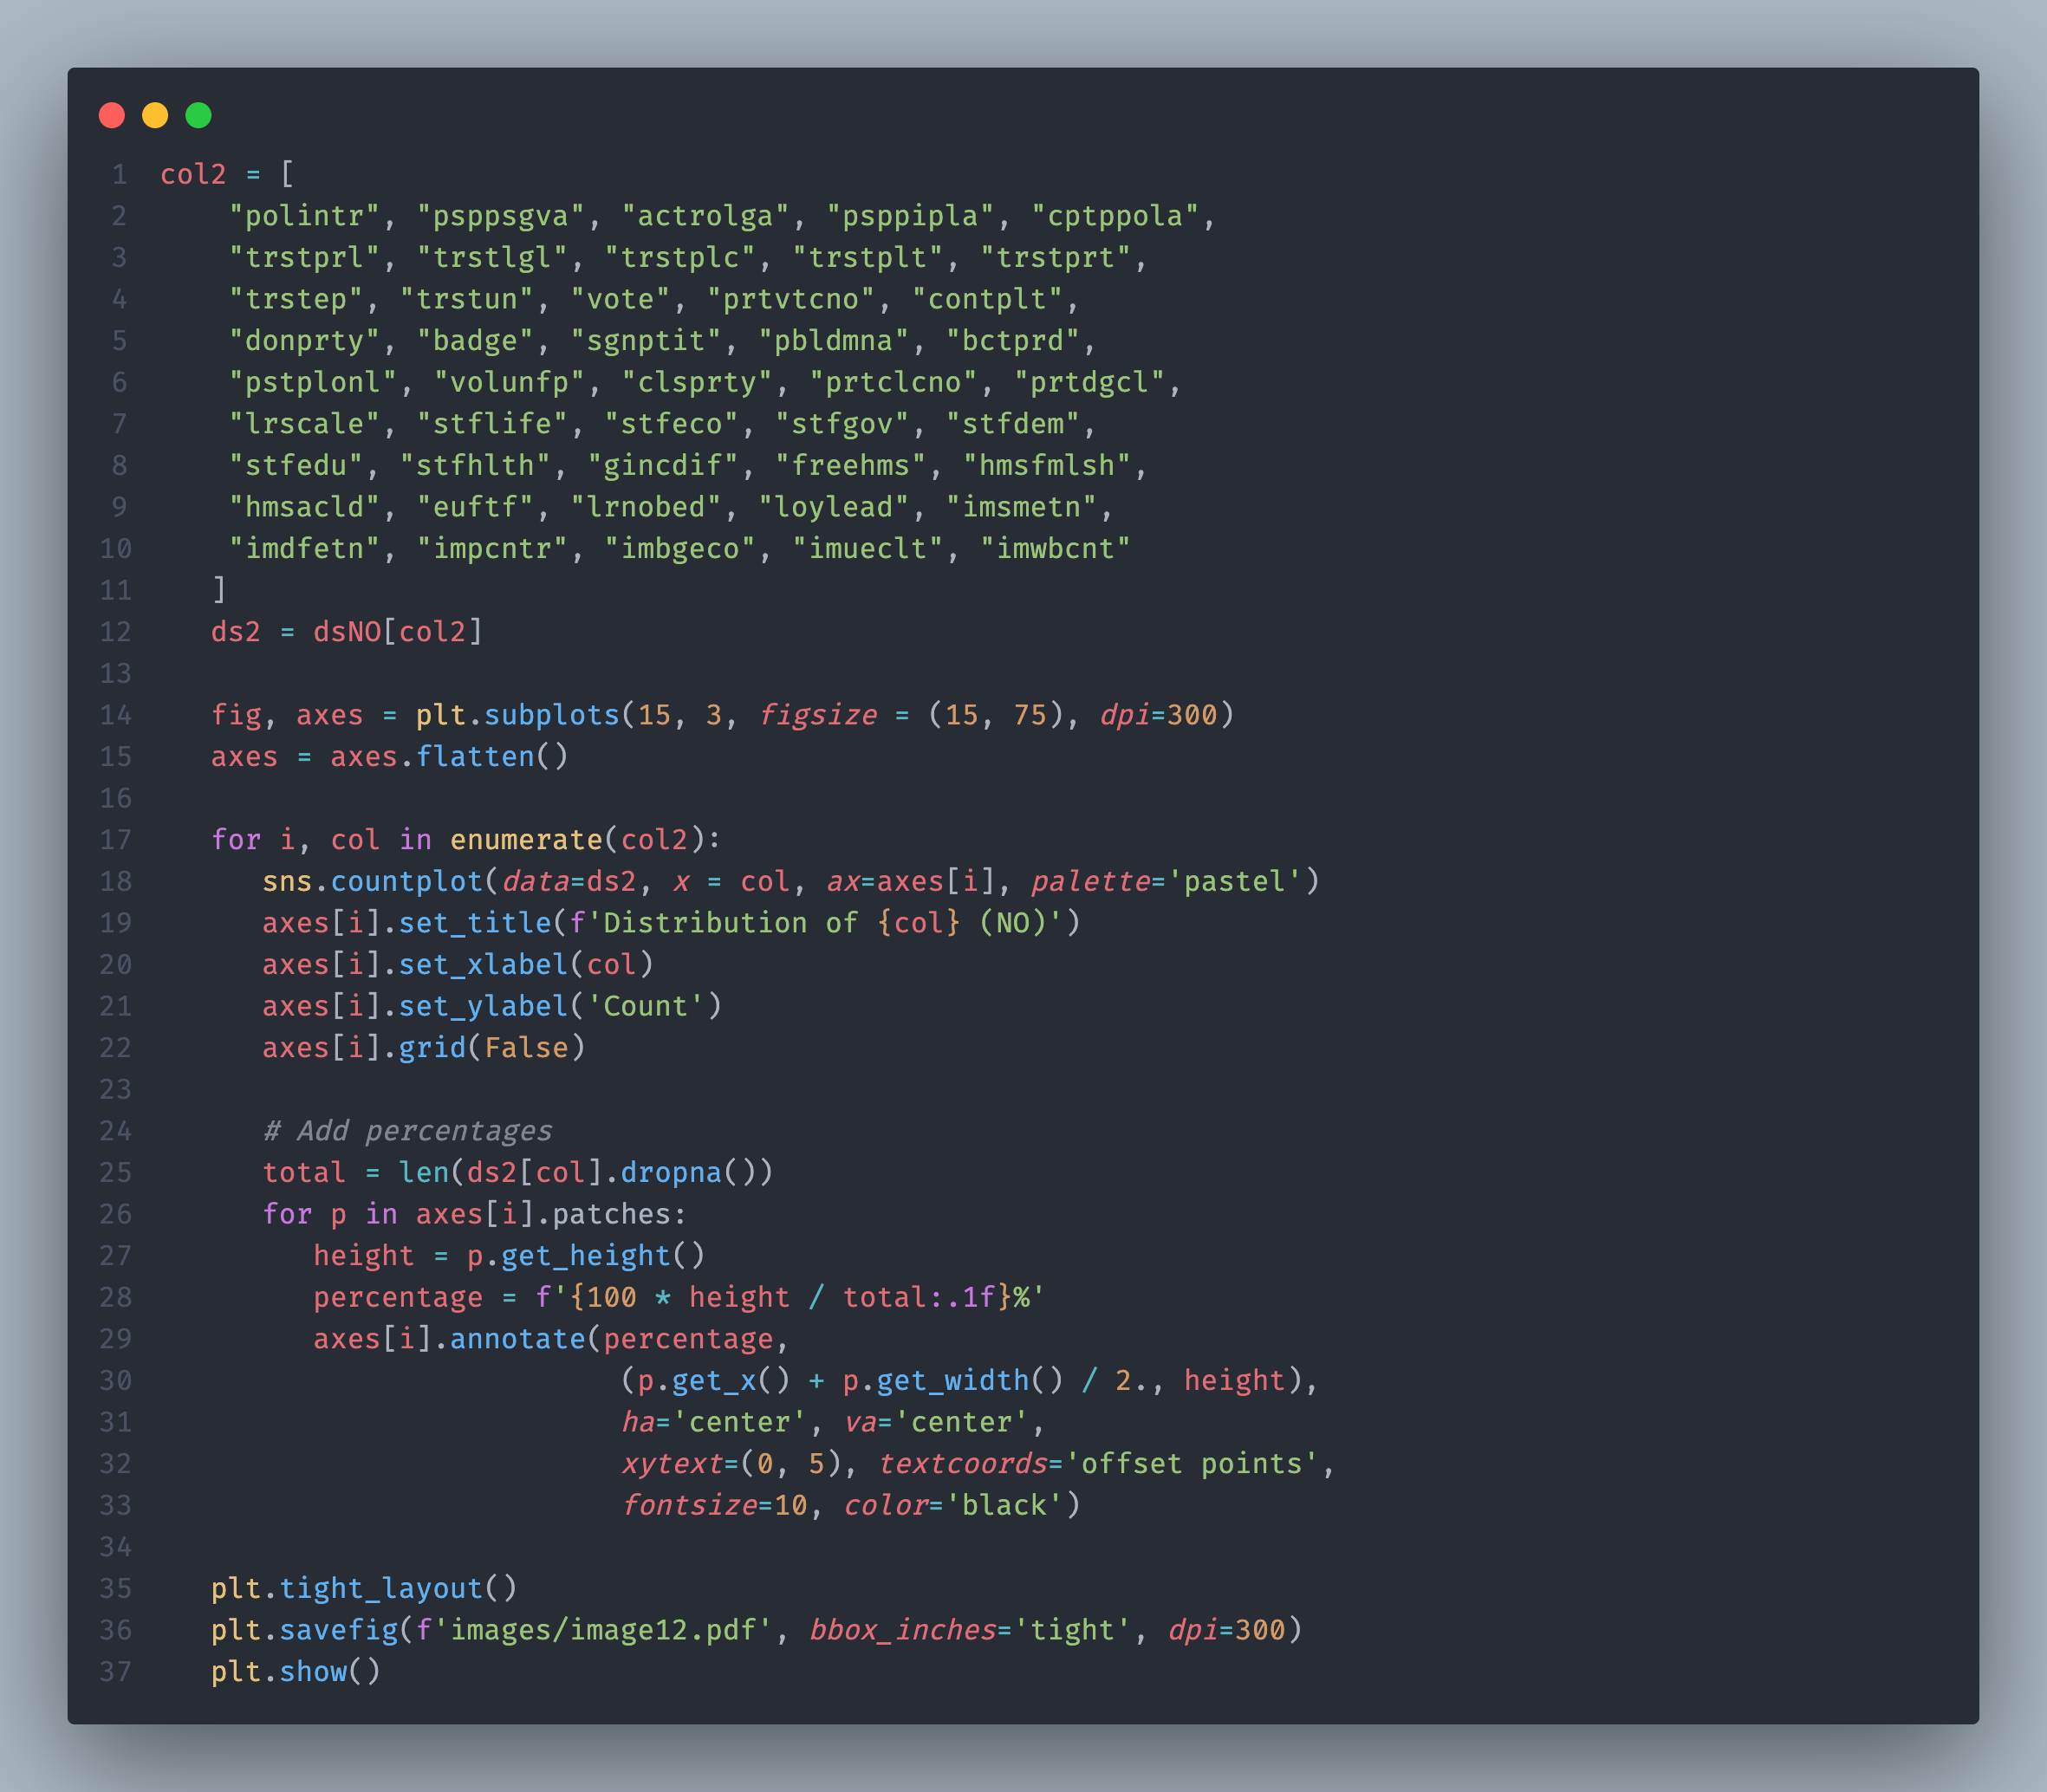 1 col2 = [
2     "polintr", "psppsgva", "actrolga", "psppipla", "cptppola",
3     "trstprl", "trstlgl", "trstplc", "trstplt", "trstprt",
4     "trstep", "trstun", "vote", "prtvtcno", "contplt",
5     "donprty", "badge", "sgnptit", "pbldmna", "bctprd",
6     "pstplonl", "volunfp", "clsprty", "prtclcno", "prtdgcl",
7     "lrscale", "stflife", "stfeco", "stfgov", "stfdem",
8     "stfedu", "stfhlth", "gincdif", "freehms", "hmsfmlsh",
9     "hmsacld", "euftf", "lrnobed", "loylead", "imsmetn",
10     "imdfetn", "impcntr", "imbgeco", "imueclt", "imwbcnt"
11    ]
12    ds2 = dsNO[col2]
13
14    fig, axes = plt.subplots(15, 3, figsize = (15, 75), dpi=300)
15    axes = axes.flatten()
16
17    for i, col in enumerate(col2):
18       sns.countplot(data=ds2, x = col, ax=axes[i], palette='pastel')
19       axes[i].set_title(f'Distribution of {col} (NO)')
20       axes[i].set_xlabel(col)
21       axes[i].set_ylabel('Count')
22       axes[i].grid(False)
23
24       # Add percentages
25       total = len(ds2[col].dropna())
26       for p in axes[i].patches:
27          height = p.get_height()
28          percentage = f'{100 * height / total:.1f}%'
29          axes[i].annotate(percentage,
30                            (p.get_x() + p.get_width() / 2., height),
31                            ha='center', va='center',
32                            xytext=(0, 5), textcoords='offset points',
33                            fontsize=10, color='black')
34
35    plt.tight_layout()
36    plt.savefig(f'images/image12.pdf', bbox_inches='tight', dpi=300)
37    plt.show()